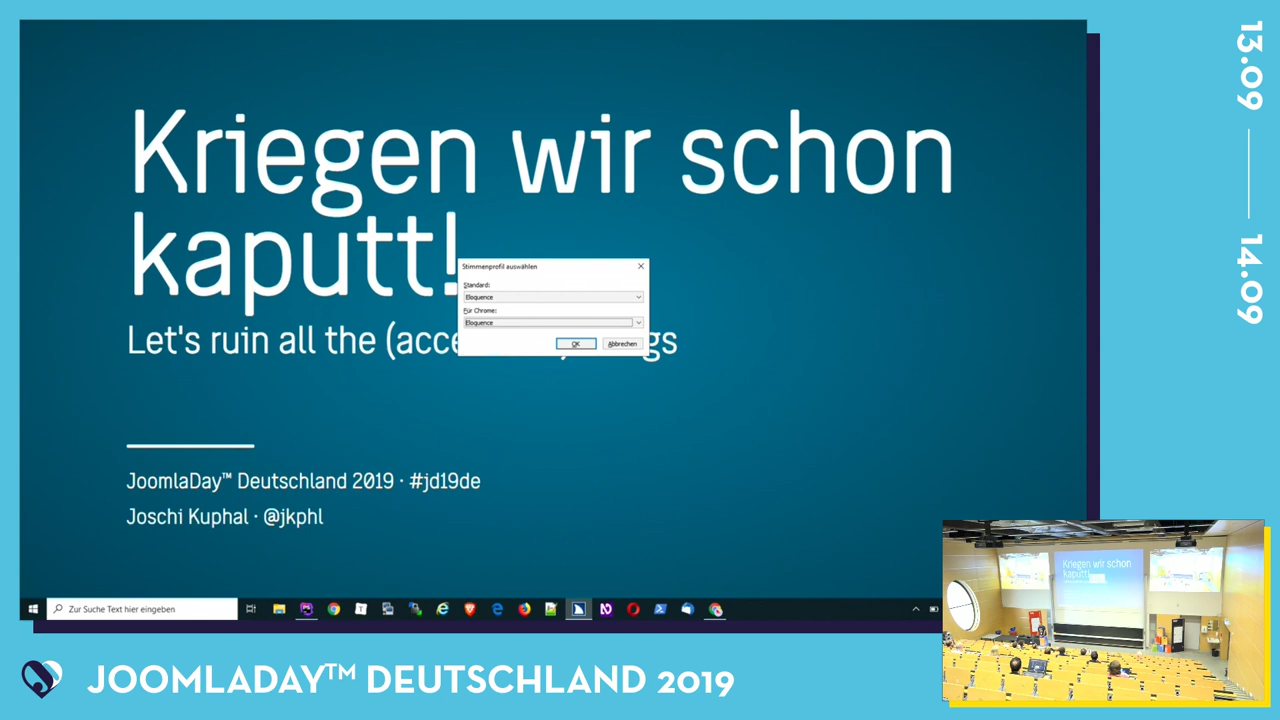 Kriegen wir schon
kaputt!
Stimmenprofil auswählen
Standard:
Eloquence
Für Chrome:
Eloquence
OK
Abbrechen
Let's ruin all the (acce
gs
JoomlaDay™ Deutschland 2019 · #jd19de
Joschi Kuphal · @jkphl
Zur Suche Text hier eingeben
13.09
14.09
Kriegen wir schon
kaputt!
JOOMLADAY™ DEUTSCHLAND 2019